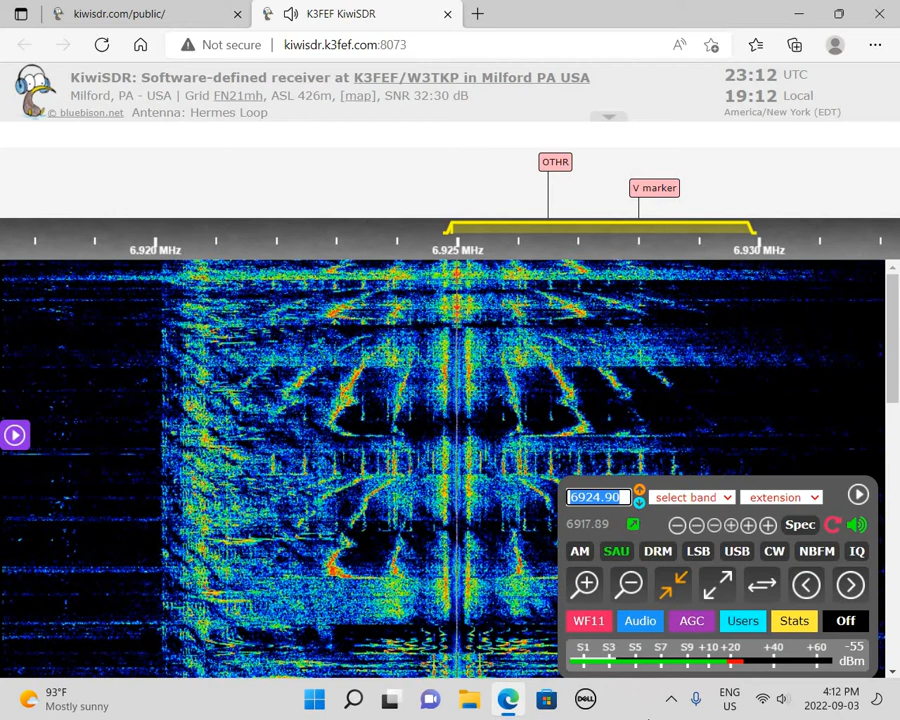 kiwisdr.com/public/
K3FEF KiwiSDR
Not secure
kiwisdr.k3fef.com:8073
KiwiSDR: Software-defined receiver at K3FEF/W3TKP in Milford PA USA
Milford, PA - USA | Grid FN21mh, ASL 426m, [map], SNR 32:30 dB
© bluebison.net Antenna: Hermes Loop
23:12 UTC
19:12 Local
America/New York (EDT)
OTHR
V marker
6.920 MHz
6.925 MHz
6.930 MHz
6924.90
select band
extension
6917.89
Spec
AM SAU DRM LSB USB CW NBFM IQ
WF11 Audio AGC Users Stats Off
S1 S3 S5 S7 S9 +10 +20 +40 +60 -55
dBm
93°F
Mostly sunny
DELL
ENG
US
4:12 PM
2022-09-03